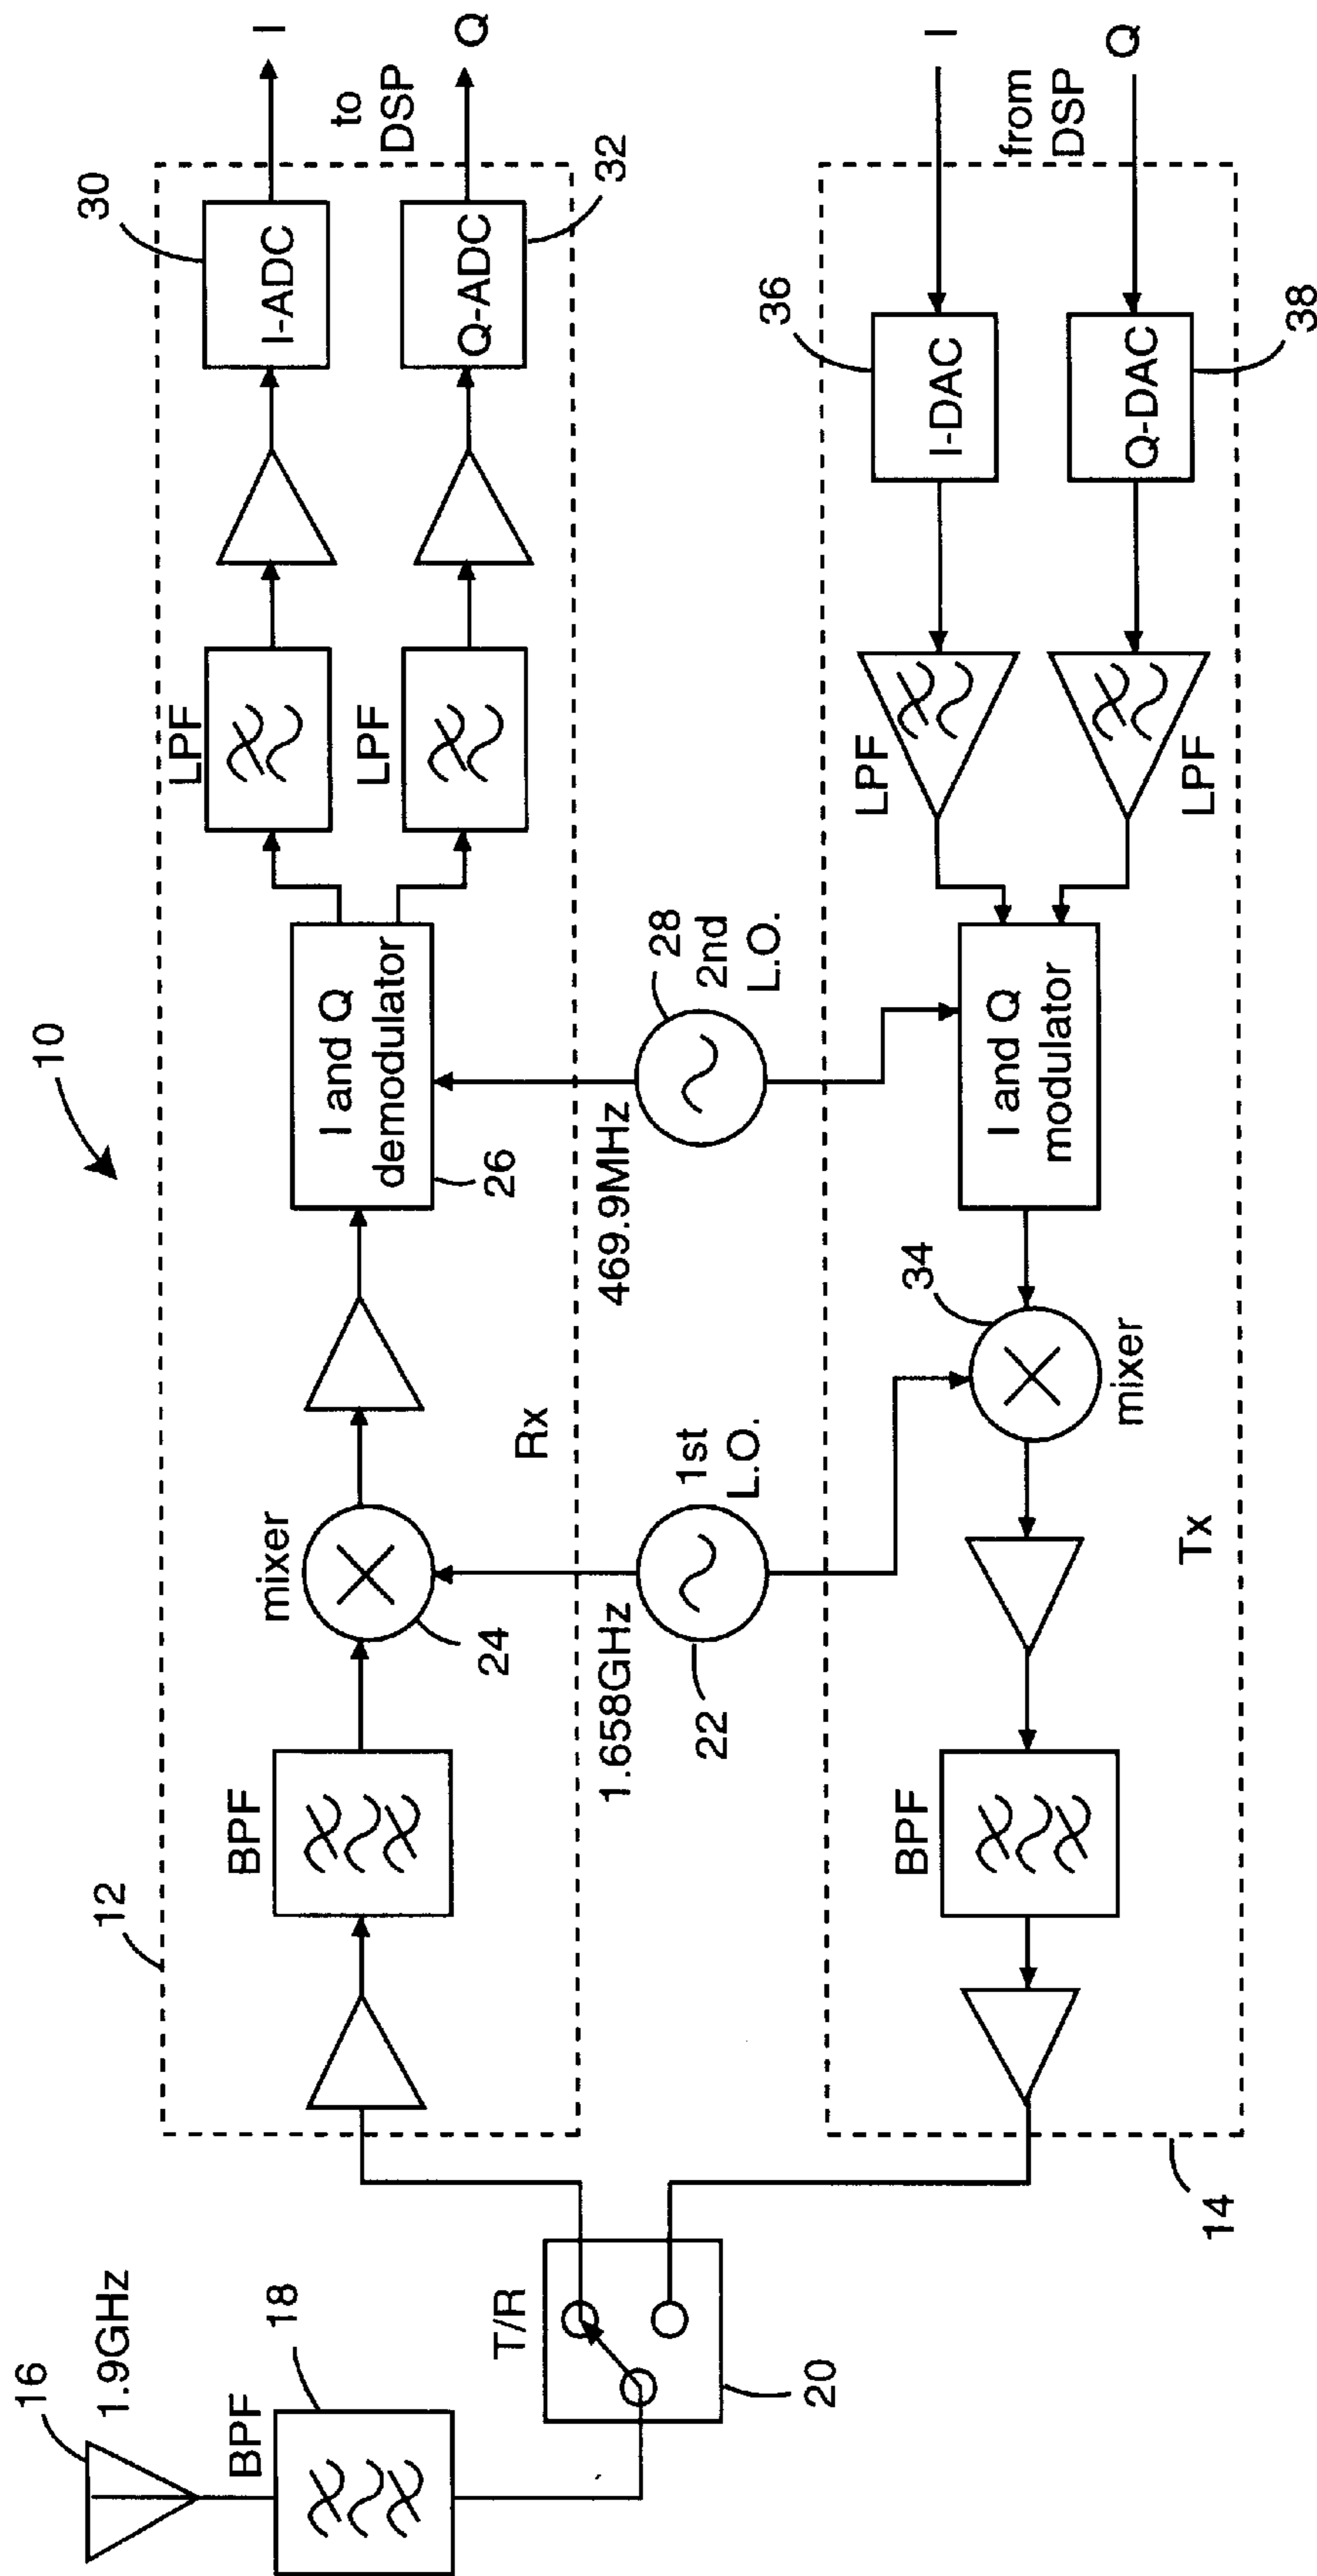 10
16
1.9GHz
BPF
18
T/R
20
12
BPF
mixer
24
Rx
I and Q
demodulator
26
LPF
LPF
30
I-ADC
Q-ADC
32
I
to
DSP
Q
1.658GHz
22
1st
L.O.
469.9MHz
28
2nd
L.O.
14
BPF
Tx
34
mixer
I and Q
modulator
LPF
LPF
36
I-DAC
Q-DAC
38
I
from
DSP
Q